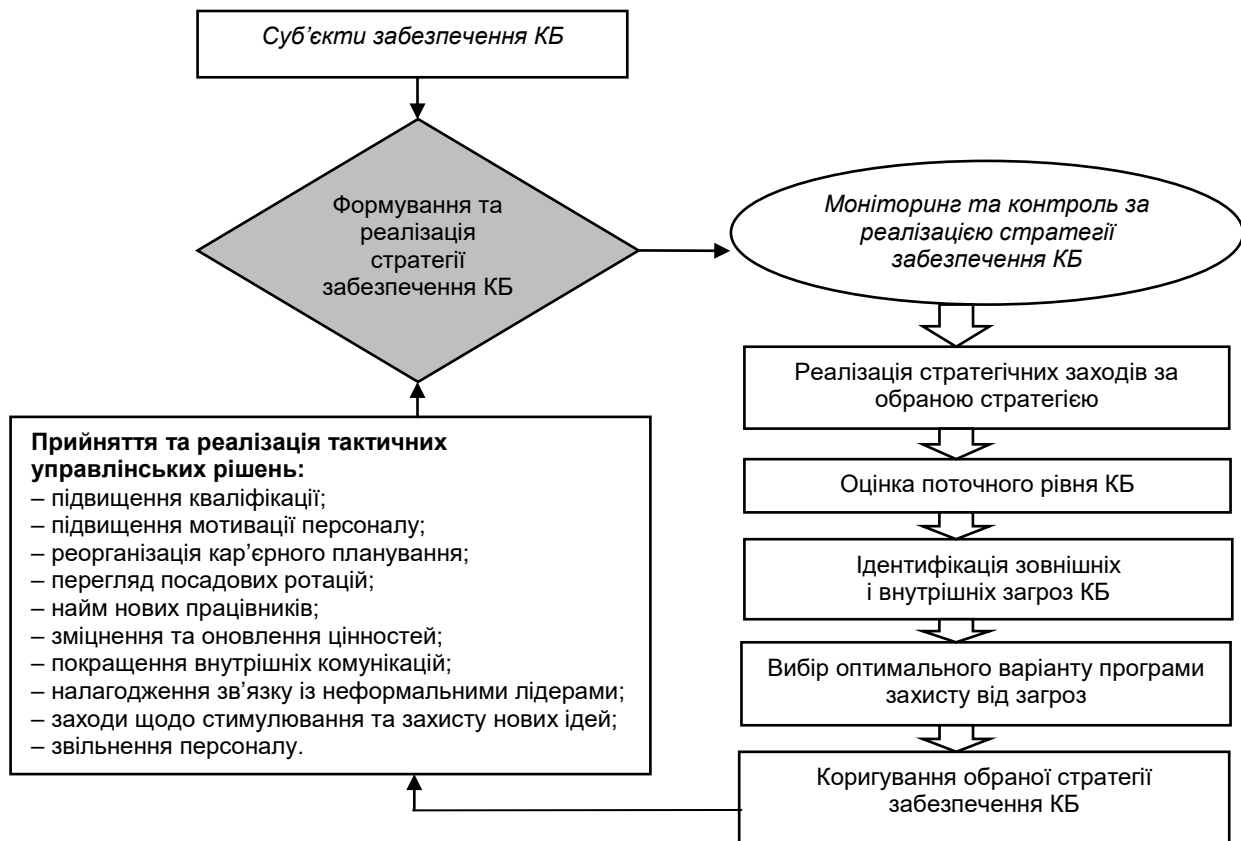 Суб’єкти забезпечення КБ
Формування та
реалізація
стратегії
забезпечення КБ
Моніторинг та контроль за
реалізацією стратегії
забезпечення КБ
Реалізація стратегічних заходів за
обраною стратегією
Оцінка поточного рівня КБ
Ідентифікація зовнішніх
і внутрішніх загроз КБ
Вибір оптимального варіанту програми
захисту від загроз
Коригування обраної стратегії
забезпечення КБ
Прийняття та реалізація тактичних
управлінських рішень:
– підвищення кваліфікації;
– підвищення мотивації персоналу;
– реорганізація кар’єрного планування;
– перегляд посадових ротацій;
– найм нових працівників;
– зміцнення та оновлення цінностей;
– покращення внутрішніх комунікацій;
– налагодження зв’язку із неформальними лідерами;
– заходи щодо стимулювання та захисту нових ідей;
– звільнення персоналу.